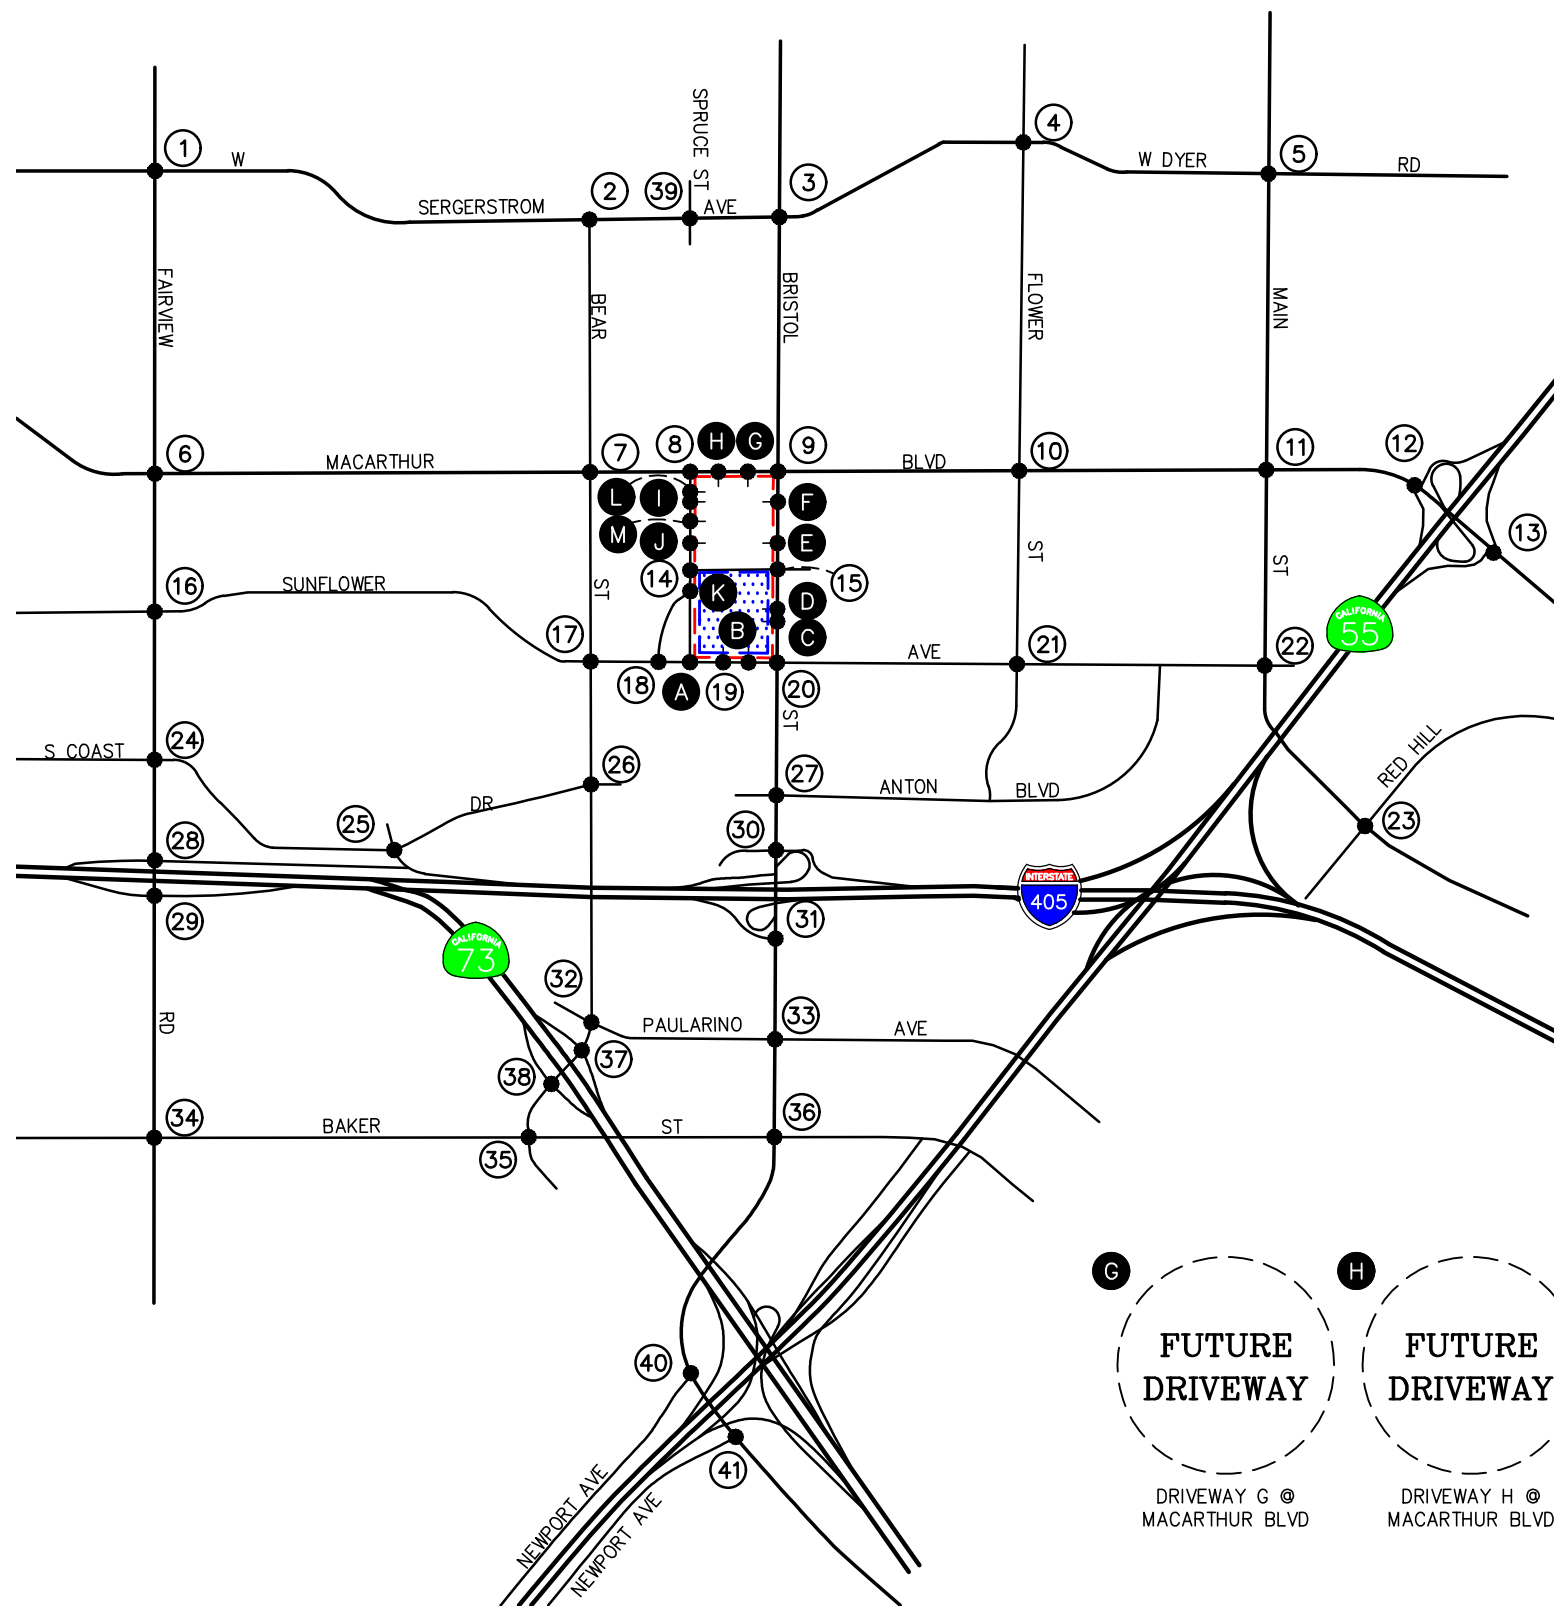 SPRUCE ST
1
W
2
39
3
4
W DYER
5
RD
SERGERSTROM
AVE
FAIRVIEW
BEAR
BRISTOL
FLOWER
MAIN
6
MACARTHUR
7
8
H
G
9
BLVD
10
11
12
L
I
F
M
J
E
13
ST
ST
14
K
15
16
SUNFLOWER
ST
D
B
C
CALIFORNIA
55
17
AVE
21
22
18
A
19
20
ST
24
S COAST
26
27
ANTON
BLVD
RED HILL
DR
25
30
23
28
INTERSTATE
405
29
31
CALIFORNIA
73
32
RD
PAULARINO
33
AVE
37
38
34
BAKER
ST
36
35
40
41
NEWPORT AVE
NEWPORT AVE
G
FUTURE
DRIVEWAY
DRIVEWAY G @
MACARTHUR BLVD
H
FUTURE
DRIVEWAY
DRIVEWAY H @
MACARTHUR BLVD